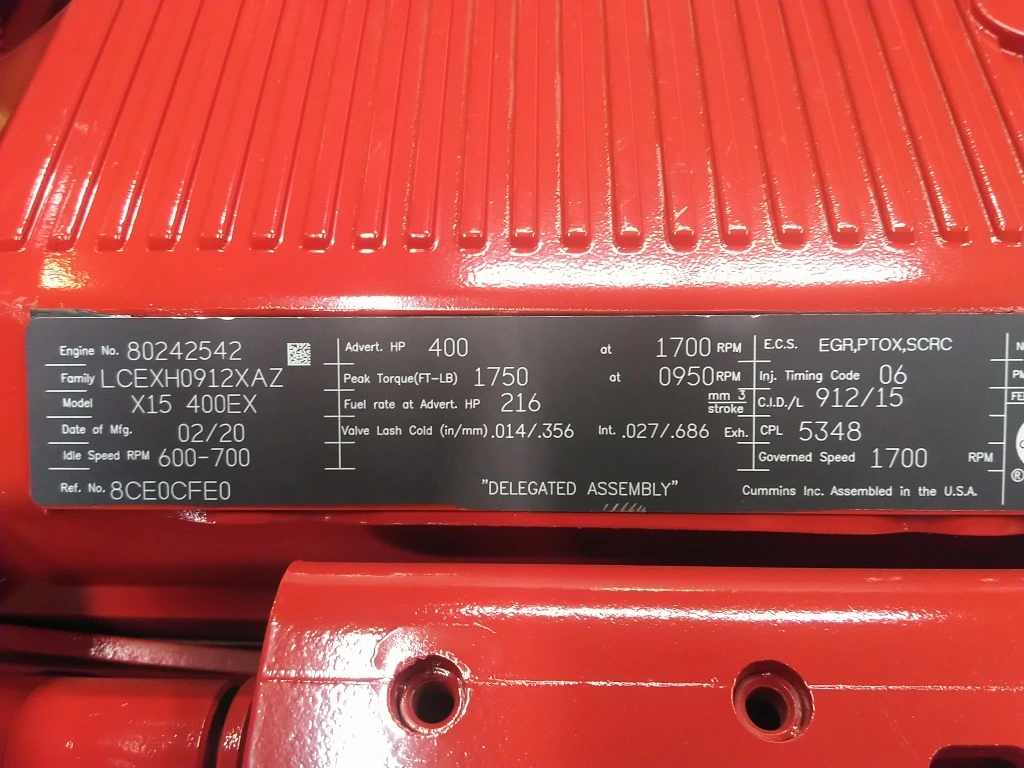 Engine No. 80242542
Family LCEXH0912XAZ
Model X15 400EX
Date of Mfg. 02/20
Idle Speed RPM 600-700
Ref. No. 8CE0CFE0
Advert. HP 400 at 1700 RPM
Peak Torque(FT-LB) 1750 at 0950 RPM
Fuel rate at Advert. HP 216 mm 3
stroke
Valve Lash Cold (in/mm) .014/.356 Int. .027/.686 Exh.
"DELEGATED ASSEMBLY"
E.C.S. EGR,PTOX,SCRC
Inj. Timing Code 06
C.I.D./L 912/15
CPL 5348
Governed Speed 1700 RPM
Cummins Inc. Assembled in the U.S.A.
®